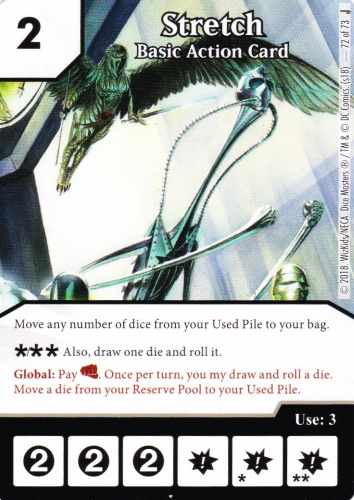 2
Stretch
Basic Action Card
Move any number of dice from your Used Pile to your bag.
*** Also, draw one die and roll it.
Global: Pay . Once per turn, you my draw and roll a die.
Move a die from your Reserve Pool to your Used Pile.
Use: 3
2 2 2 ! ! !
* **
© 2018 WizKids/NECA. Dice Masters ® / TM & © DC Comics. (s18) — 72 of 73